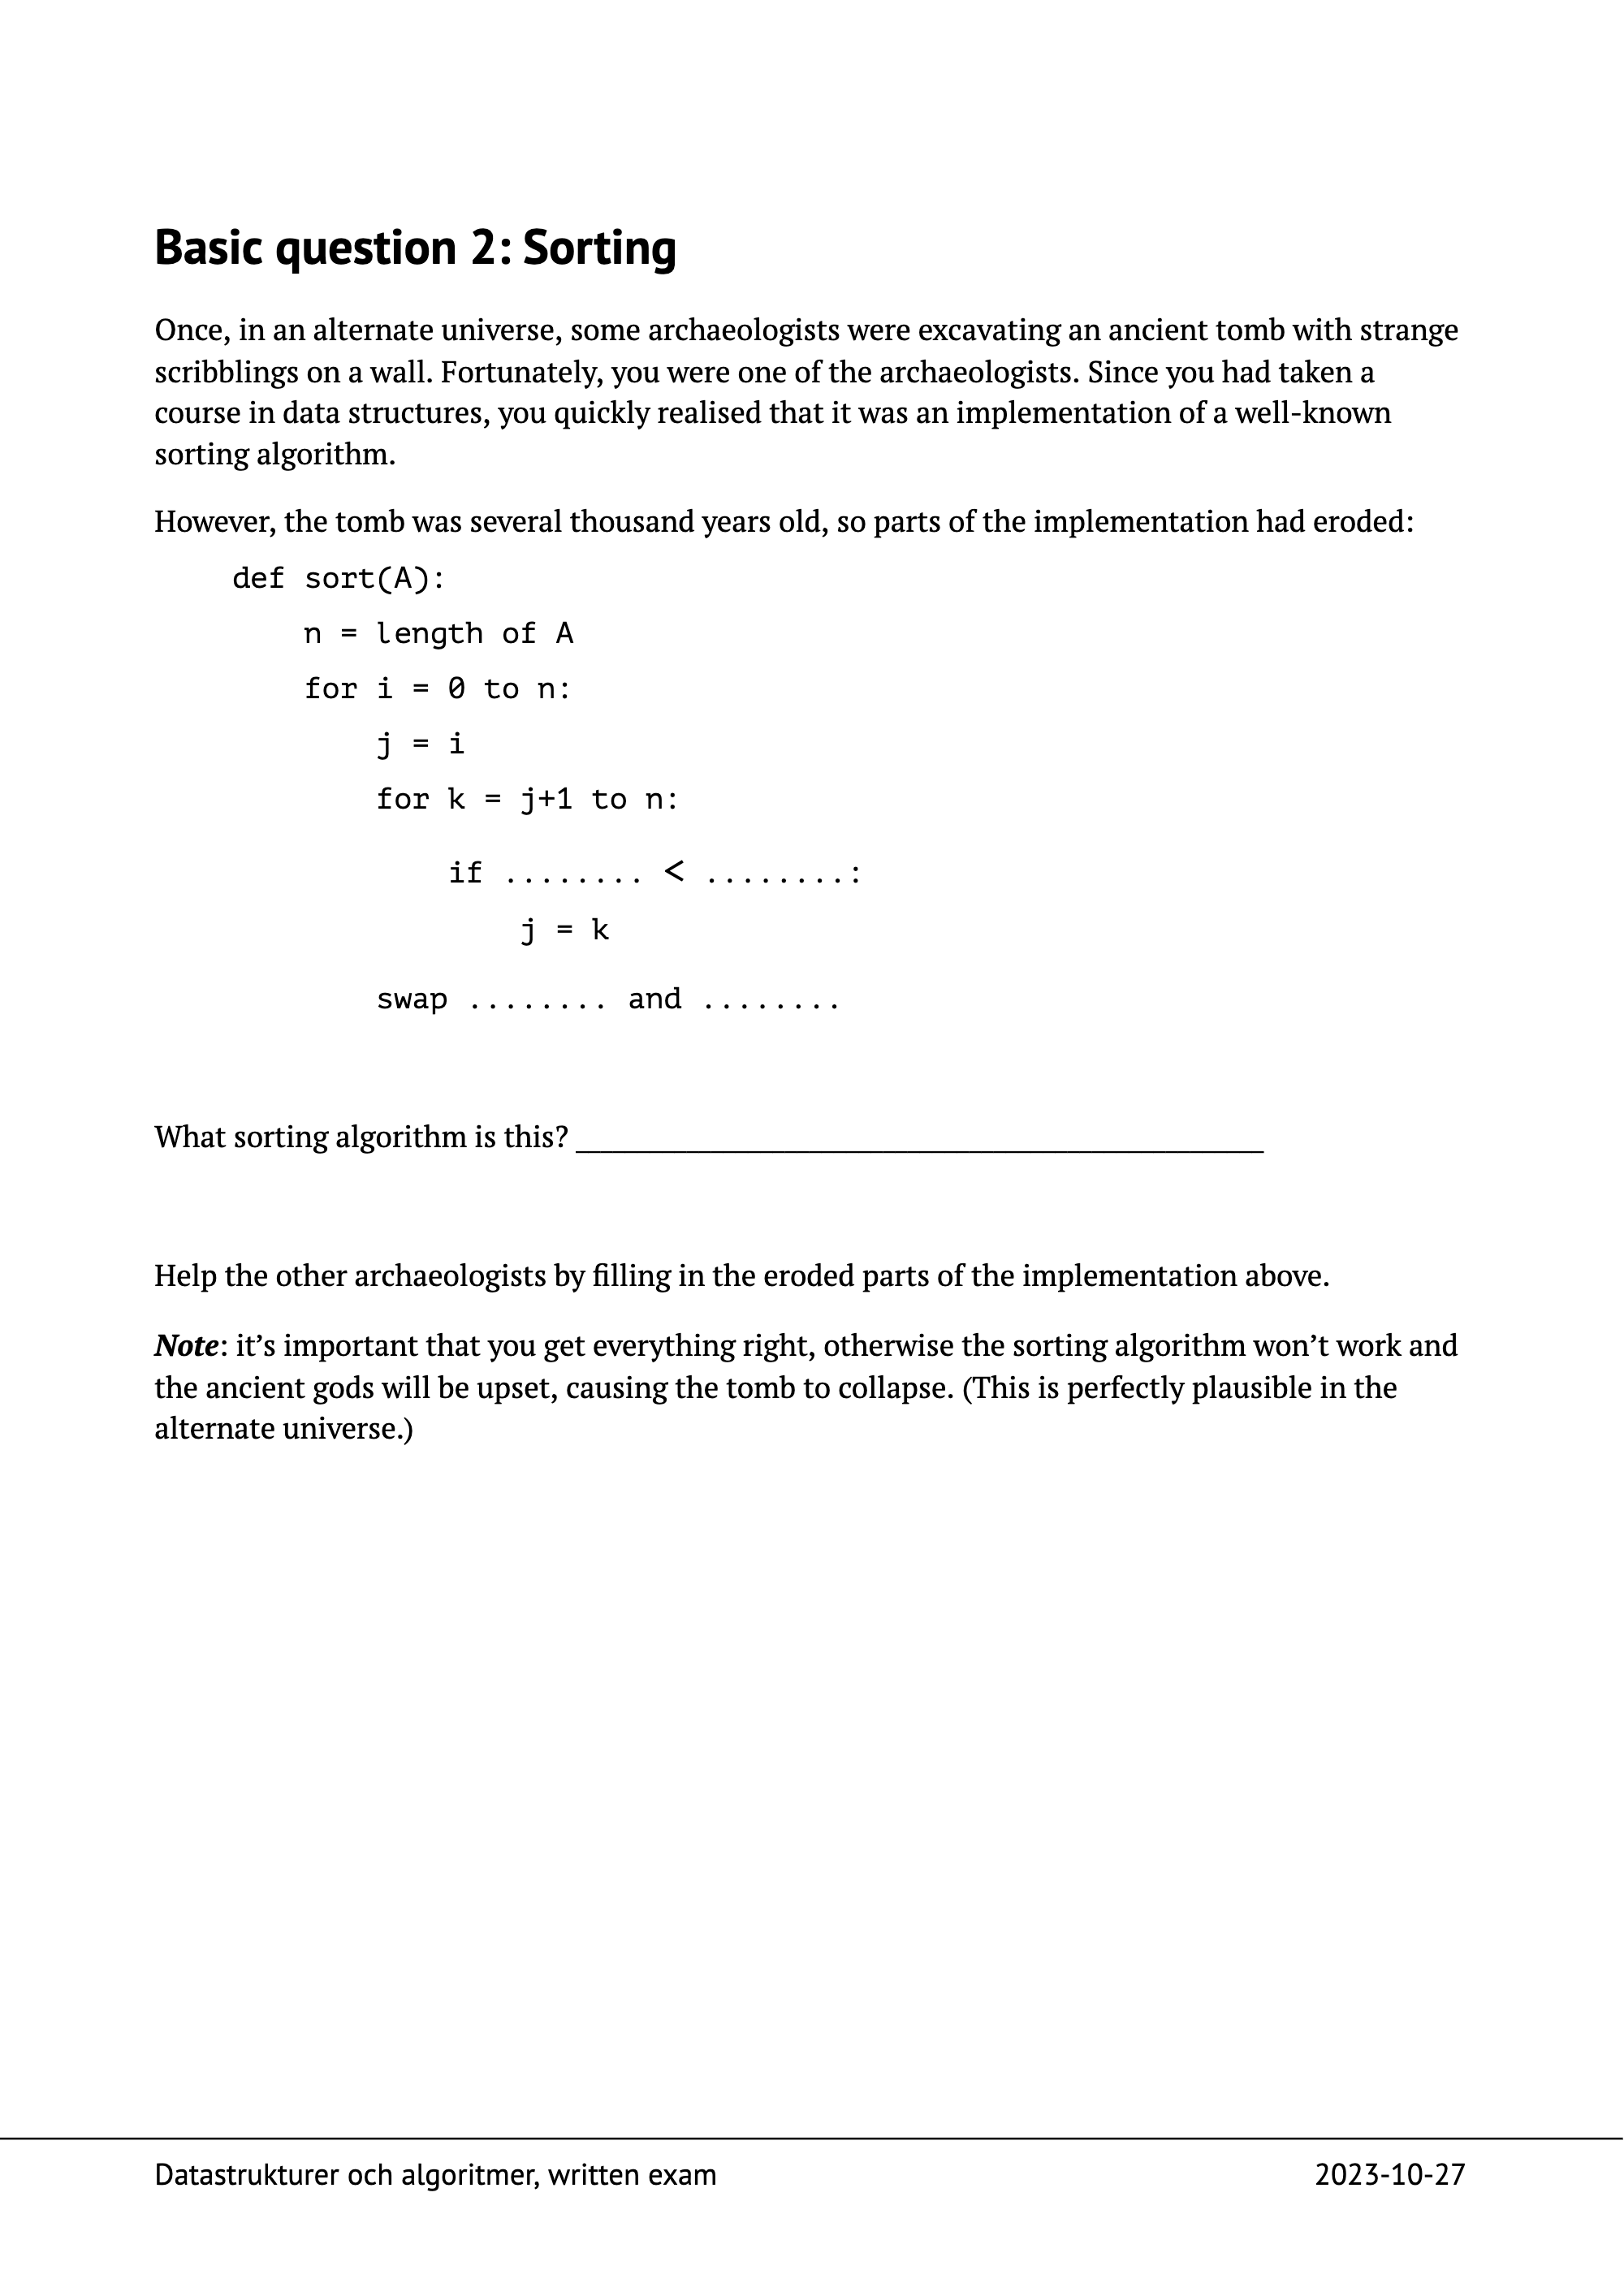 Basic question 2: Sorting
Once, in an alternate universe, some archaeologists were excavating an ancient tomb with strange
scribblings on a wall. Fortunately, you were one of the archaeologists. Since you had taken a
course in data structures, you quickly realised that it was an implementation of a well-known
sorting algorithm.
However, the tomb was several thousand years old, so parts of the implementation had eroded:
def sort(A):
    n = length of A
    for i = 0 to n:
        j = i
        for k = j+1 to n:
            if ........ < ........:
                j = k
        swap ........ and ........
What sorting algorithm is this? ____________________________________________
Help the other archaeologists by filling in the eroded parts of the implementation above.
Note: it’s important that you get everything right, otherwise the sorting algorithm won’t work and
the ancient gods will be upset, causing the tomb to collapse. (This is perfectly plausible in the
alternate universe.)
Datastrukturer och algoritmer, written exam 2023-10-27